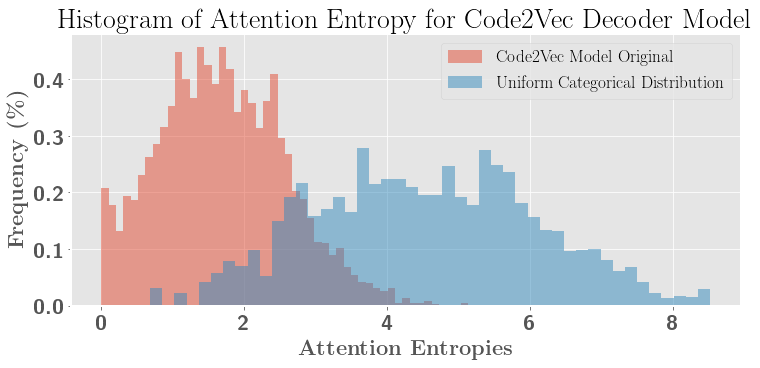 Histogram of Attention Entropy for Code2Vec Decoder Model
Code2Vec Model Original
Uniform Categorical Distribution
Frequency (%)
0.4
0.3
0.2
0.1
0.0
0 2 4 6 8
Attention Entropies